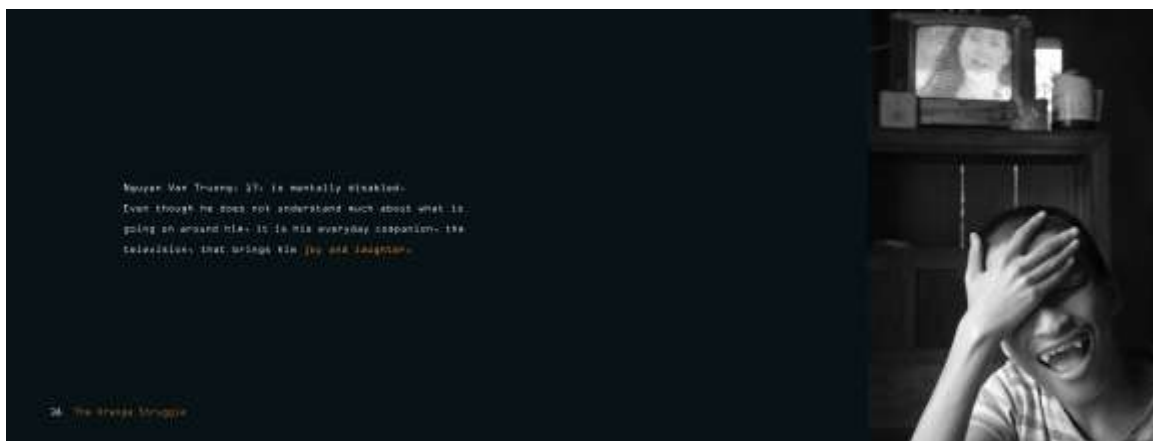 Nguyen Van Truong, 17, is mentally disabled.
Even though he does not understand much about what is
going on around him, it is his everyday companion, the
television, that brings him joy and laughter.
36 The Orange Struggle